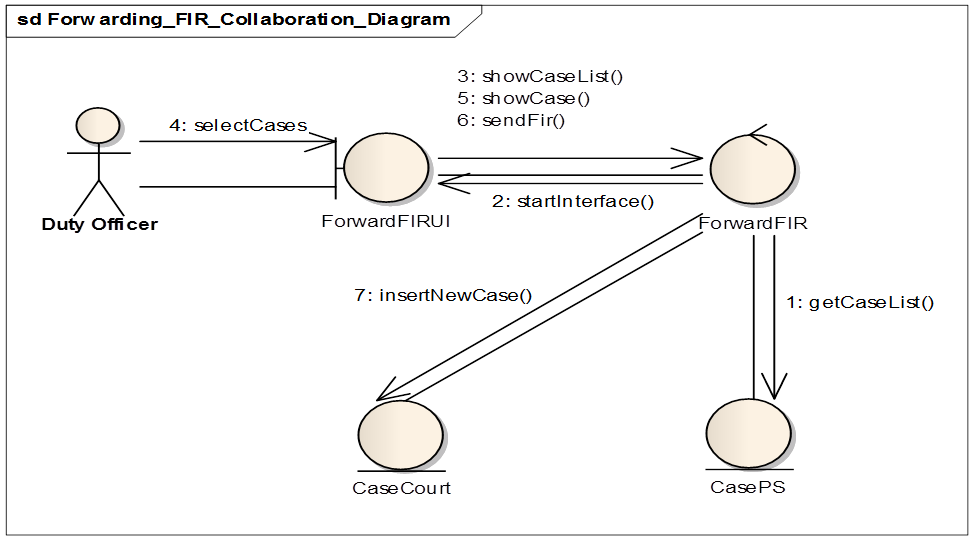 sd Forwarding_FIR_Collaboration_Diagram
3: showCaseList()
5: showCase()
6: sendFir()
4: selectCases
2: startInterface()
Duty Officer
ForwardFIRUI
ForwardFIR
7: insertNewCase()
1: getCaseList()
CaseCourt
CasePS